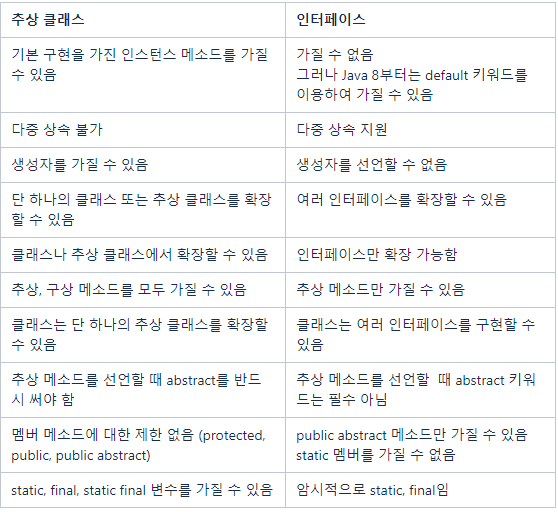 추상 클래스
인터페이스
기본 구현을 가진 인스턴스 메소드를 가질
수 있음
가질 수 없음
그러나 Java 8부터는 default 키워드를
이용하여 가질 수 있음
다중 상속 불가
다중 상속 지원
생성자를 가질 수 있음
생성자를 선언할 수 없음
단 하나의 클래스 또는 추상 클래스를 확장
할 수 있음
여러 인터페이스를 확장할 수 있음
클래스나 추상 클래스에서 확장할 수 있음
인터페이스만 확장 가능함
추상, 구상 메소드를 모두 가질 수 있음
추상 메소드만 가질 수 있음
클래스는 단 하나의 추상 클래스를 확장할
수 있음
클래스는 여러 인터페이스를 구현할 수
있음
추상 메소드를 선언할 때 abstract를 반드
시 써야 함
추상 메소드를 선언할 때 abstract 키워
드는 필수 아님
멤버 메소드에 대한 제한 없음 (protected,
public, public abstract)
public abstract 메소드만 가질 수 있음
static 멤버를 가질 수 없음
static, final, static final 변수를 가질 수 있음
암시적으로 static, final임